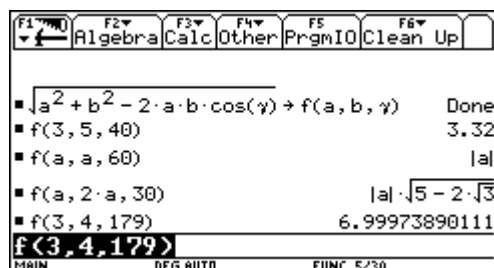 F1 F2 F3 F4 F5 F6
Algebra Calc Other PrgmIO Clean Up
√a² + b² − 2·a·b·cos(γ) → f(a, b, γ) Done
f(3, 5, 40) 3.32
f(a, a, 60) |a|
f(a, 2·a, 30) |a|·√5 − 2·√3
f(3, 4, 179) 6.99973890111
f(3,4,179)
MAIN DEG AUTO FUNC 5/30